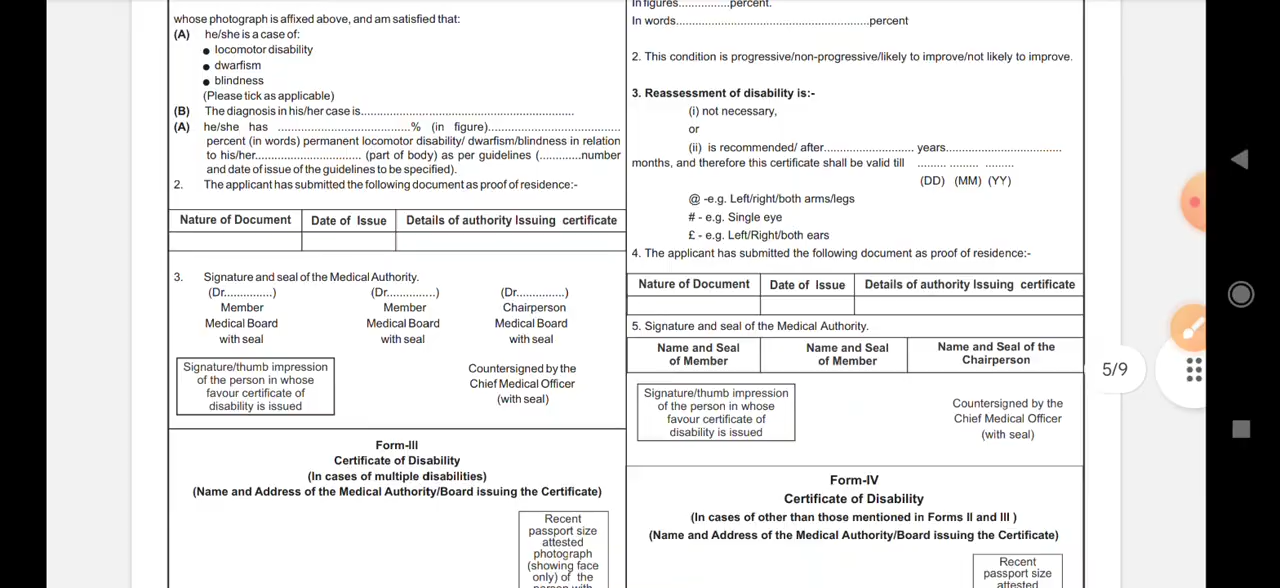 whose photograph is affixed above, and am satisfied that:
(A) he/she is a case of:
● locomotor disability
● dwarfism
● blindness
(Please tick as applicable)
(B) The diagnosis in his/her case is................................................................
(A) he/she has ........................................% (in figure)........................................
percent (in words) permanent locomotor disability/ dwarfism/blindness in relation
to his/her................................ (part of body) as per guidelines (............number
and date of issue of the guidelines to be specified).
2. The applicant has submitted the following document as proof of residence:-
Nature of Document Date of Issue Details of authority Issuing certificate
3. Signature and seal of the Medical Authority.
(Dr..............) (Dr..............) (Dr..............)
Member Member Chairperson
Medical Board Medical Board Medical Board
with seal with seal with seal
Signature/thumb impression
of the person in whose
favour certificate of
disability is issued
Countersigned by the
Chief Medical Officer
(with seal)
Form-III
Certificate of Disability
(In cases of multiple disabilities)
(Name and Address of the Medical Authority/Board issuing the Certificate)
Recent
passport size
attested
photograph
(showing face
only) of the
person with
In figures...............percent.
In words.........................................................percent
2. This condition is progressive/non-progressive/likely to improve/not likely to improve.
3. Reassessment of disability is:-
(i) not necessary,
or
(ii) is recommended/ after........................... years...................................
months, and therefore this certificate shall be valid till ......... ......... .........
(DD) (MM) (YY)
@ -e.g. Left/right/both arms/legs
# - e.g. Single eye
£ - e.g. Left/Right/both ears
4. The applicant has submitted the following document as proof of residence:-
Nature of Document Date of Issue Details of authority Issuing certificate
5. Signature and seal of the Medical Authority.
Name and Seal
of Member
Name and Seal
of Member
Name and Seal of the
Chairperson
Signature/thumb impression
of the person in whose
favour certificate of
disability is issued
Countersigned by the
Chief Medical Officer
(with seal)
Form-IV
Certificate of Disability
(In cases of other than those mentioned in Forms II and III )
(Name and Address of the Medical Authority/Board issuing the Certificate)
Recent
passport size
attested
5/9